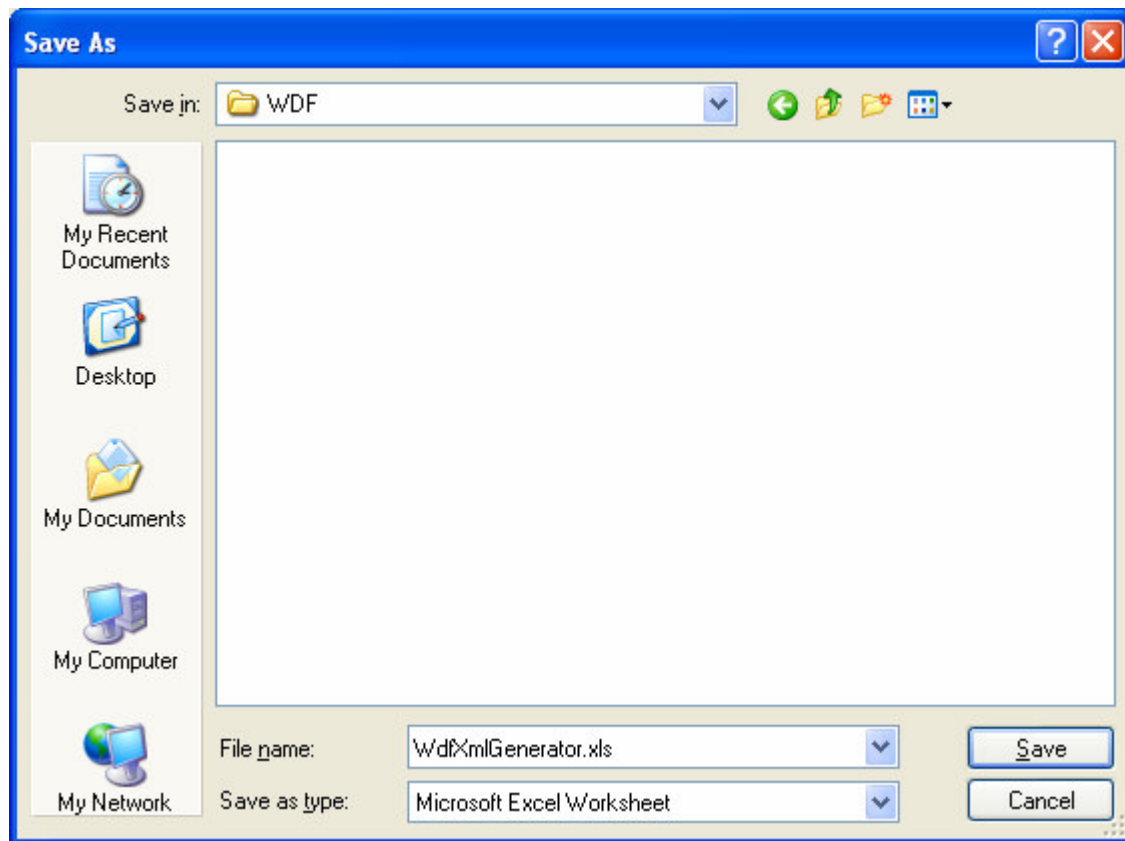 Save As
Save in:
WDF
My Recent
Documents
Desktop
My Documents
My Computer
My Network
File name:
WdfXmlGenerator.xls
Save
Save as type:
Microsoft Excel Worksheet
Cancel